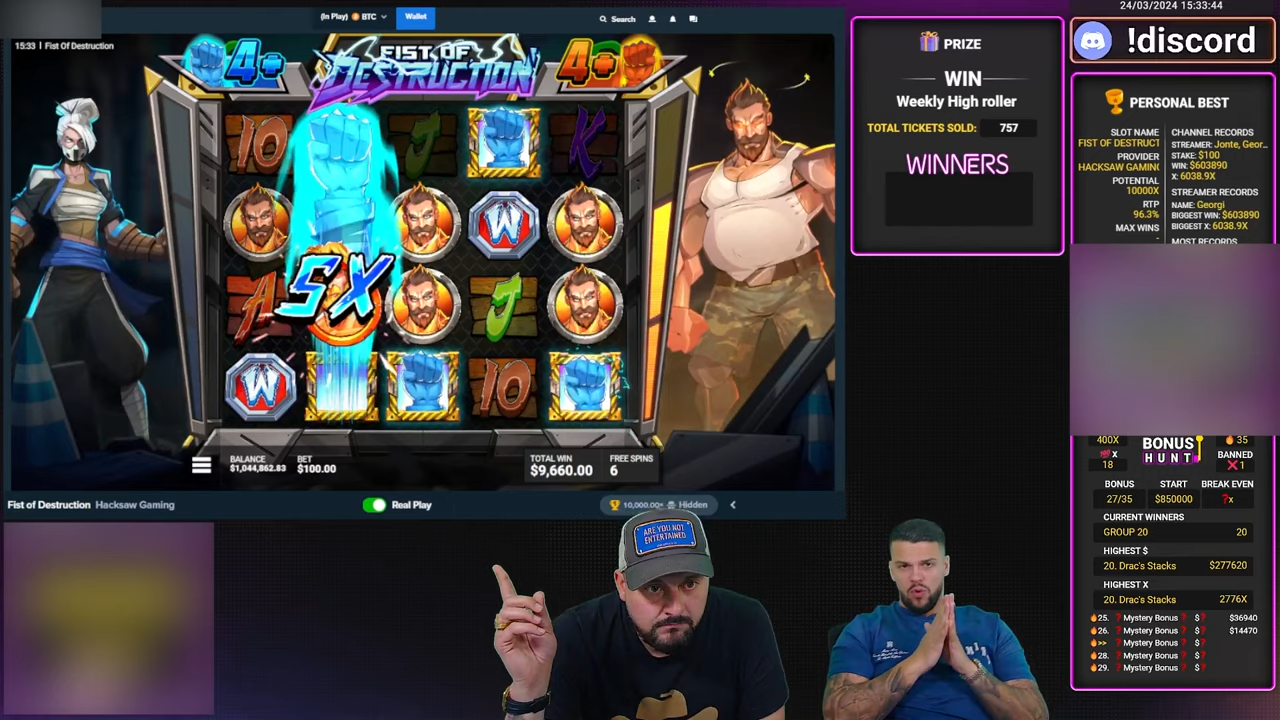 (In Play) BTC
Wallet
Search
15:33 | Fist Of Destruction
4+
FIST OF
DESTRUCTION
4+
10
J
K
W
5X
A
J
W
10
BALANCE
$1,044,862.83
BET
$100.00
TOTAL WIN
$9,660.00
FREE SPINS
6
Fist of Destruction Hacksaw Gaming
Real Play
10,000.00× Hidden
ARE YOU NOT
ENTERTAINED
PRIZE
WIN
Weekly High roller
TOTAL TICKETS SOLD: 757
WINNERS
24/03/2024 15:33:44
!discord
PERSONAL BEST
SLOT NAME
FIST OF DESTRUCT
PROVIDER
HACKSAW GAMING
POTENTIAL
10000X
RTP
96.3%
MAX WINS
-
CHANNEL RECORDS
STREAMER: Jonte, Geor...
STAKE: $100
WIN: $603890
X: 6038.9X
STREAMER RECORDS
NAME: Georgi
BIGGEST WIN: $603890
BIGGEST X: 6038.9X
MOST RECORDS
400X
X
18
BONUS
HUNT
35
BANNED
1
BONUS
27/35
START
$850000
BREAK EVEN
?x
CURRENT WINNERS
GROUP 20 20
HIGHEST $
20. Drac's Stacks $277620
HIGHEST X
20. Drac's Stacks 2776X
25. ? Mystery Bonus ? $? $36940
26. ? Mystery Bonus ? $? $14470
>> ? Mystery Bonus ? $?
28. ? Mystery Bonus ? $?
29. ? Mystery Bonus ? $?